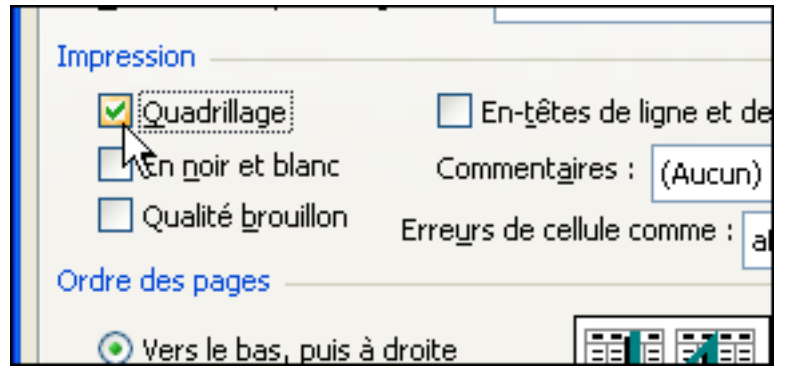 Impression
Quadrillage
En-têtes de ligne et de
En noir et blanc
Commentaires : (Aucun)
Qualité brouillon
Erreurs de cellule comme :
Ordre des pages
Vers le bas, puis à droite